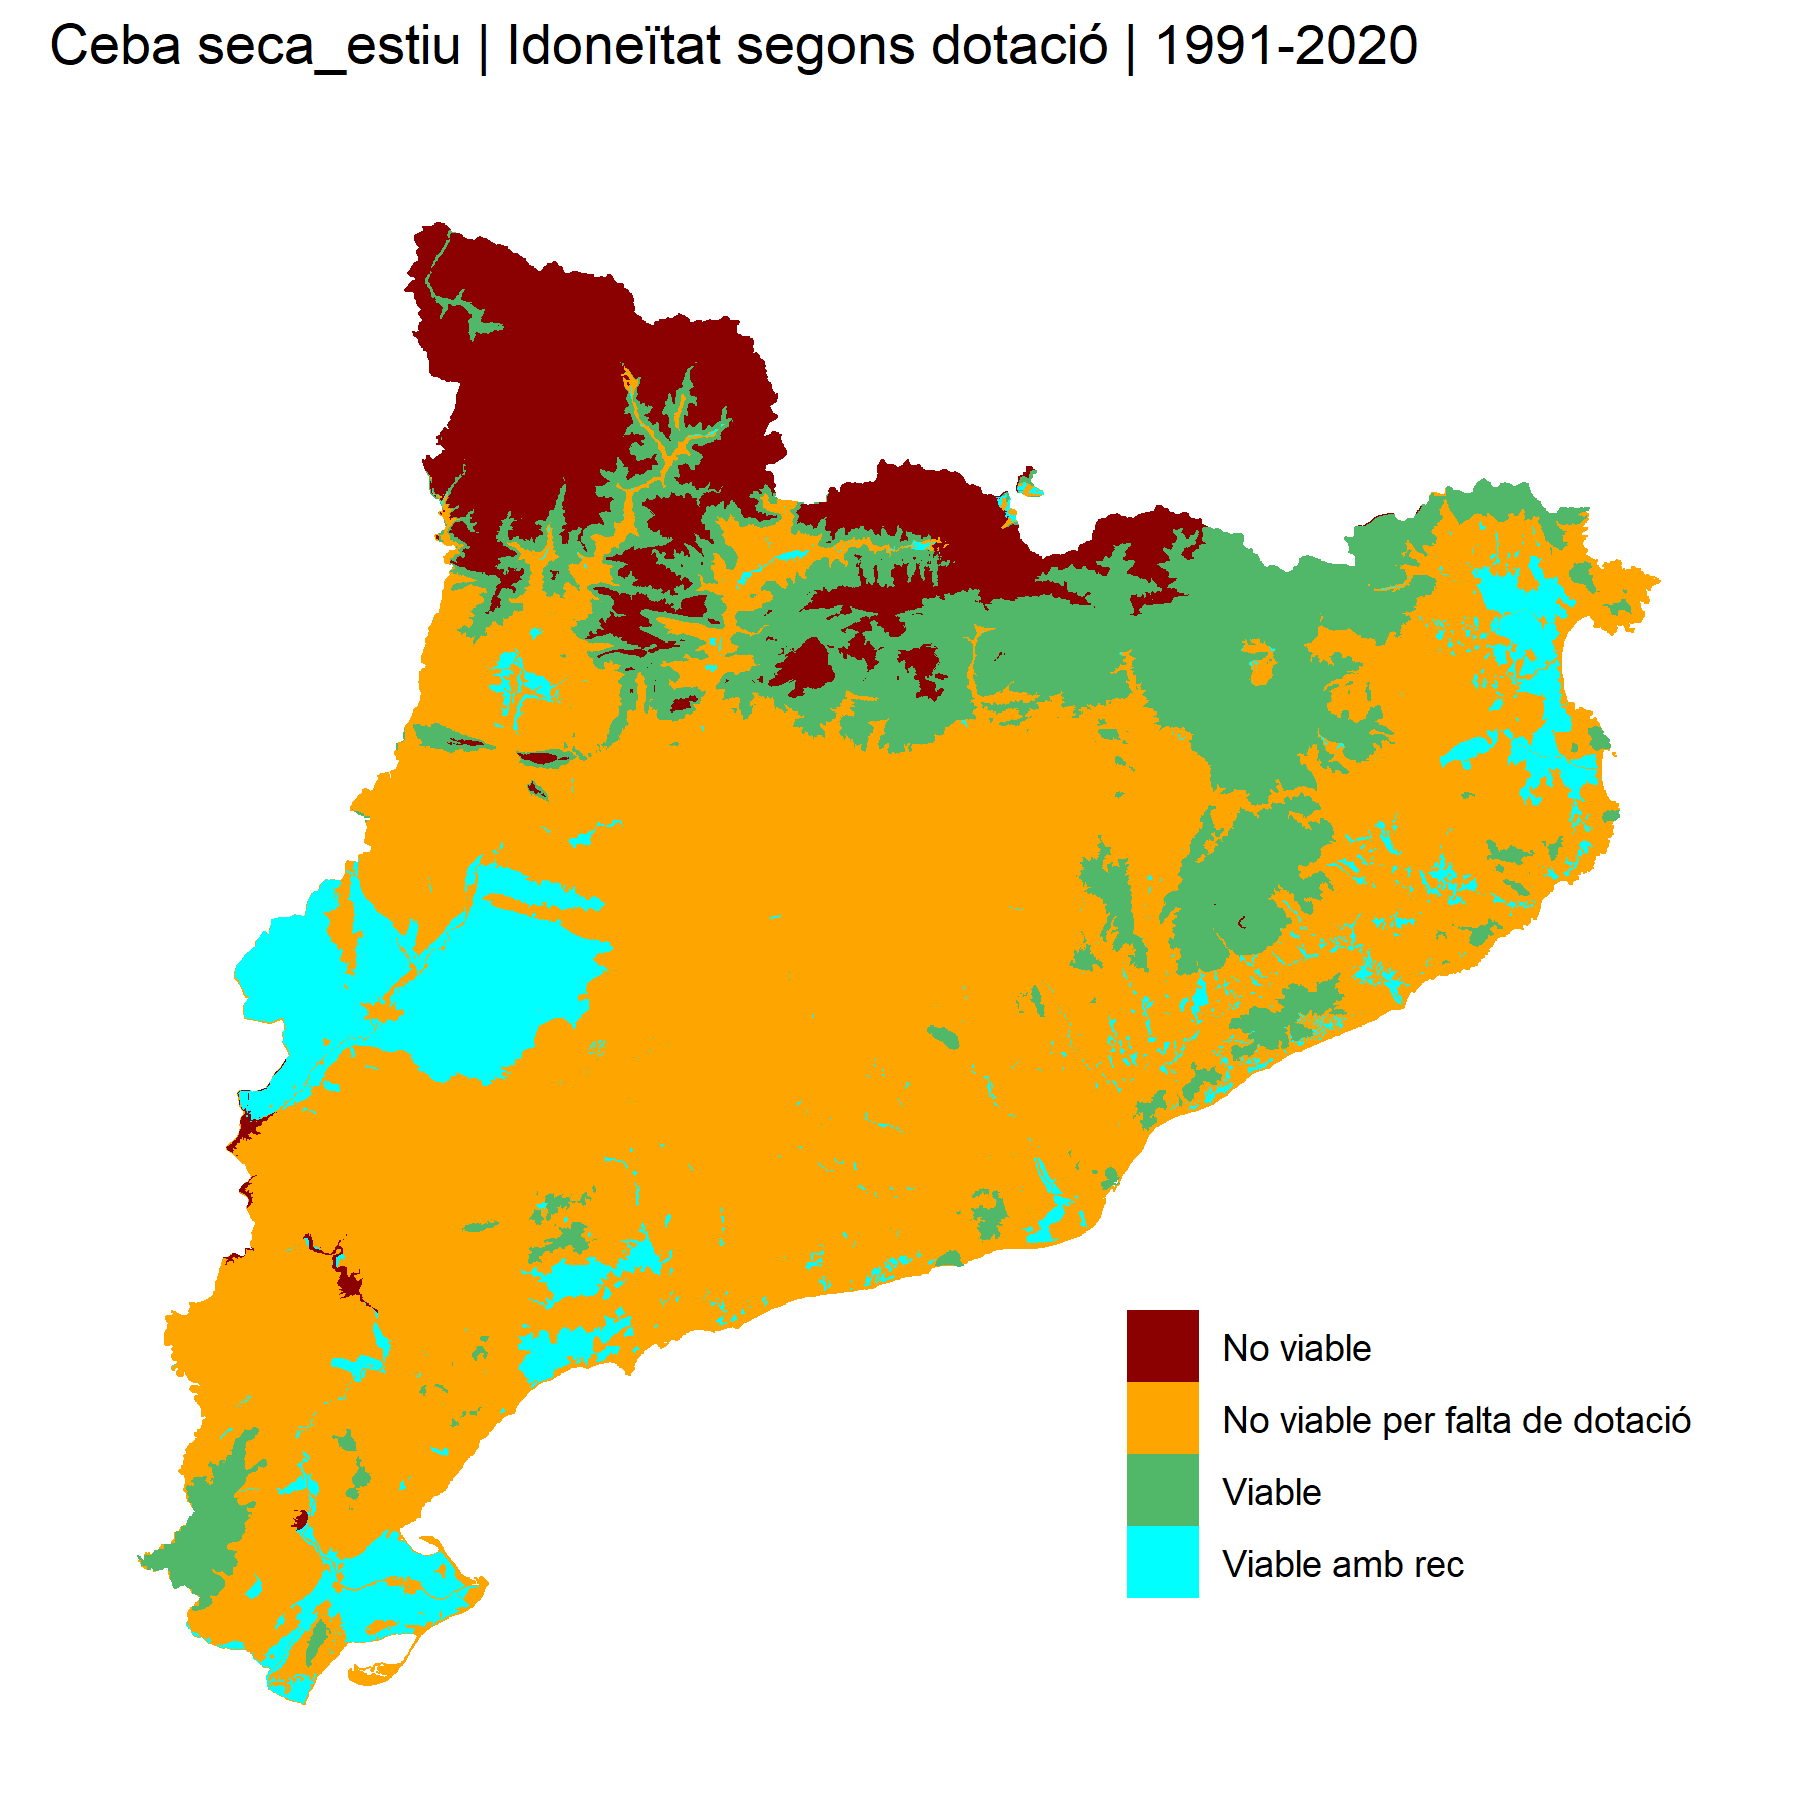 Ceba seca_estiu | Idoneïtat segons dotació | 1991-2020
No viable
No viable per falta de dotació
Viable
Viable amb rec